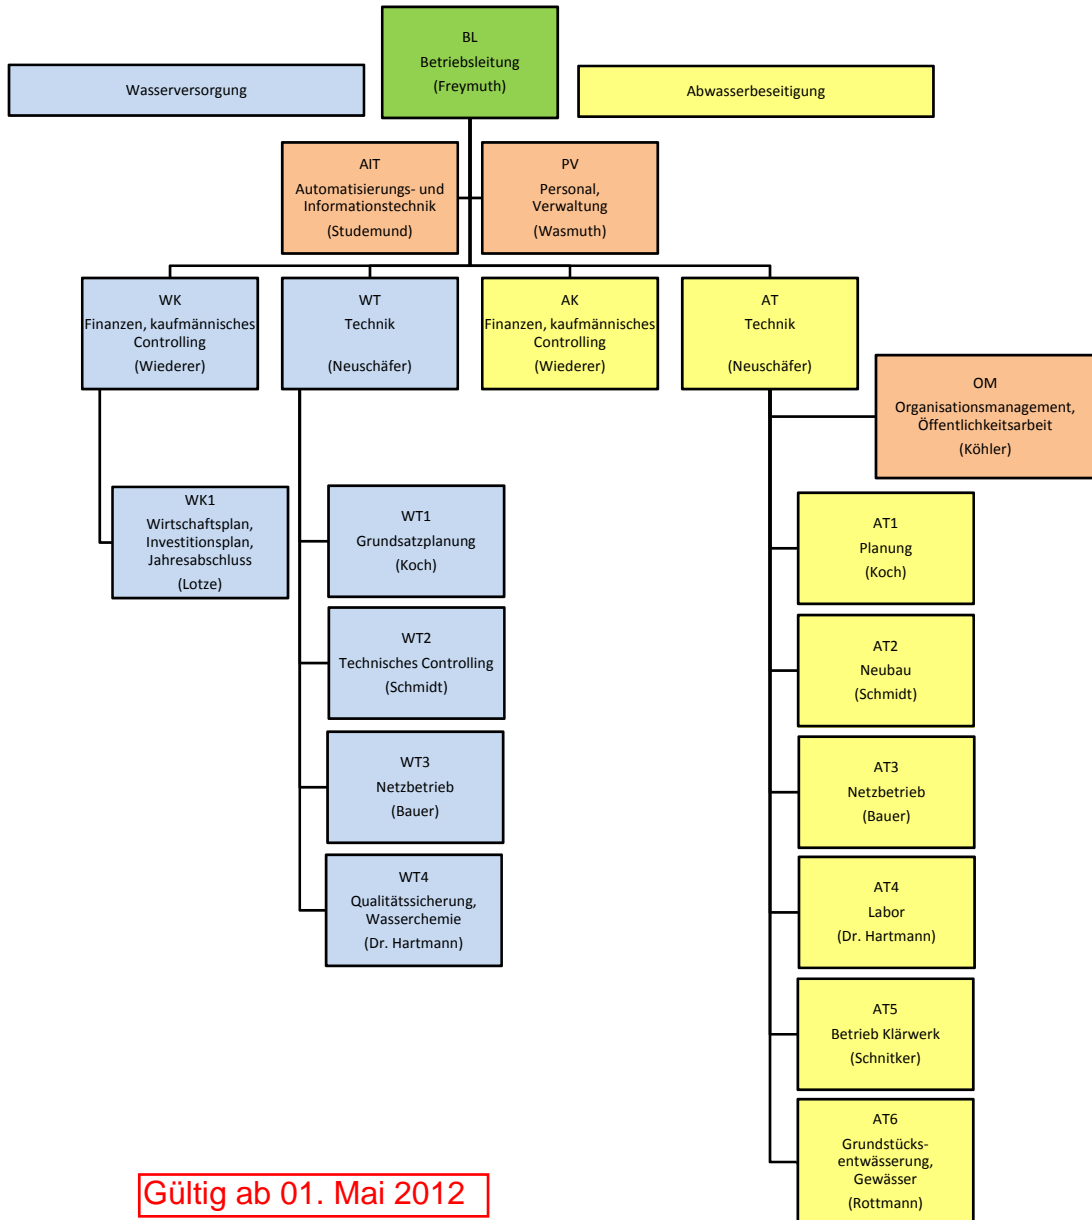 BL
Betriebsleitung
(Freymuth)
Wasserversorgung
Abwasserbeseitigung
AIT
Automatisierungs- und
Informationstechnik
(Studemund)
PV
Personal,
Verwaltung
(Wasmuth)
WK
Finanzen, kaufmännisches
Controlling
(Wiederer)
WT
Technik
(Neuschäfer)
AK
Finanzen, kaufmännisches
Controlling
(Wiederer)
AT
Technik
(Neuschäfer)
OM
Organisationsmanagement,
Öffentlichkeitsarbeit
(Köhler)
WK1
Wirtschaftsplan,
Investitionsplan,
Jahresabschluss
(Lotze)
WT1
Grundsatzplanung
(Koch)
WT2
Technisches Controlling
(Schmidt)
WT3
Netzbetrieb
(Bauer)
WT4
Qualitätssicherung,
Wasserchemie
(Dr. Hartmann)
AT1
Planung
(Koch)
AT2
Neubau
(Schmidt)
AT3
Netzbetrieb
(Bauer)
AT4
Labor
(Dr. Hartmann)
AT5
Betrieb Klärwerk
(Schnitker)
AT6
Grundstücks-
entwässerung,
Gewässer
(Rottmann)
Gültig ab 01. Mai 2012